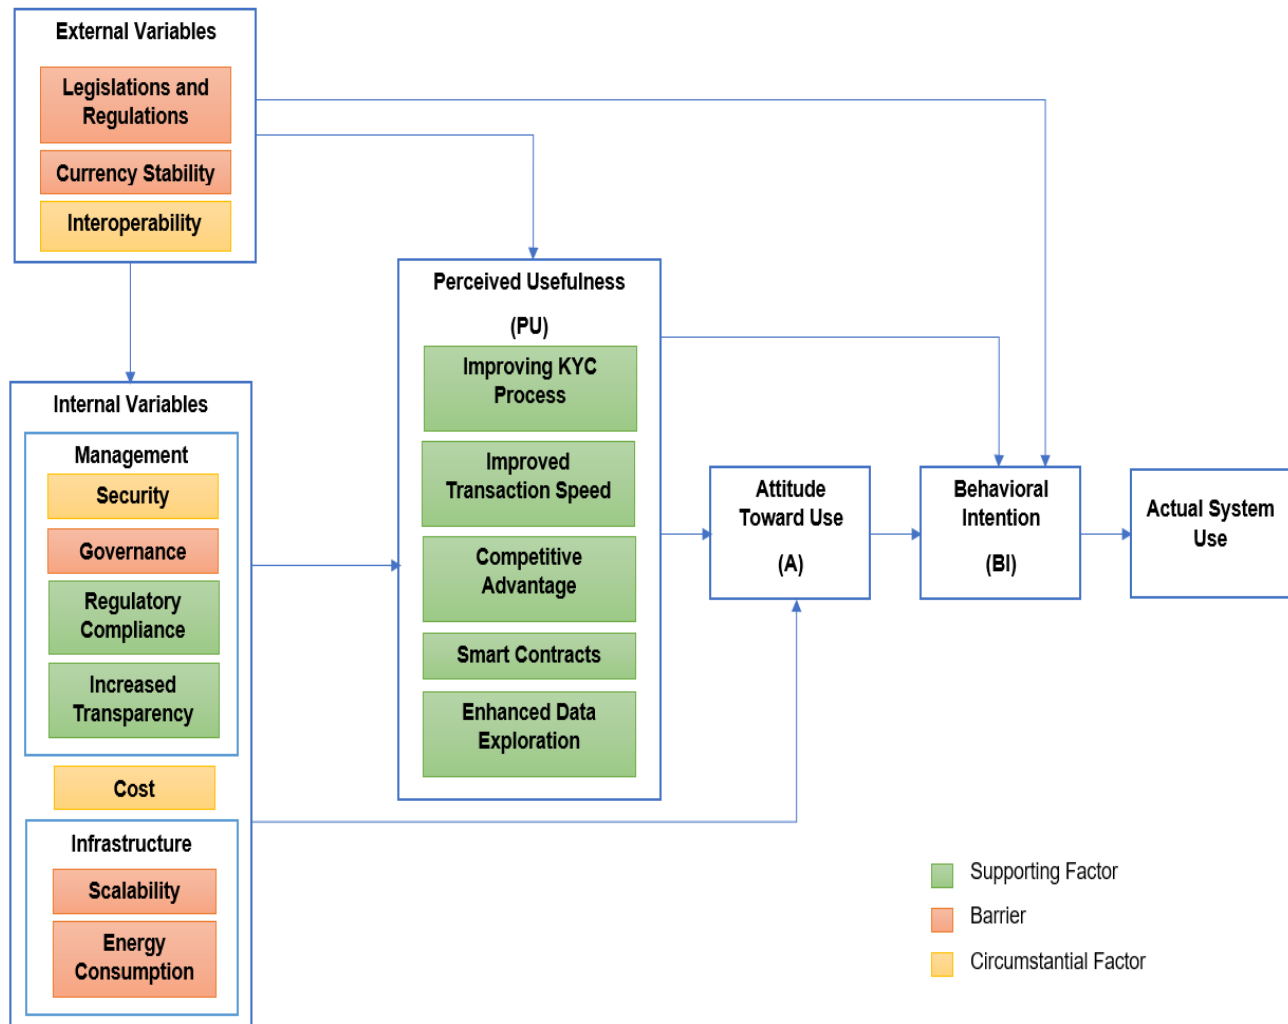 External Variables
Legislations and
Regulations
Currency Stability
Interoperability
Internal Variables
Management
Security
Governance
Regulatory
Compliance
Increased
Transparency
Cost
Infrastructure
Scalability
Energy
Consumption
Perceived Usefulness
(PU)
Improving KYC
Process
Improved
Transaction Speed
Competitive
Advantage
Smart Contracts
Enhanced Data
Exploration
Attitude
Toward Use
(A)
Behavioral
Intention
(BI)
Actual System
Use
Supporting Factor
Barrier
Circumstantial Factor